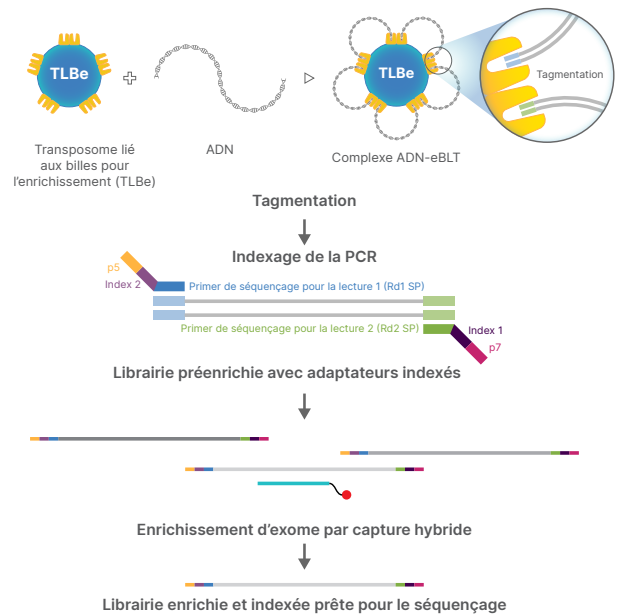 TLBe
TLBe
Tagmentation
Transposome lié
aux billes pour
l'enrichissement (TLBe)
ADN
Complexe ADN-eBLT
Tagmentation
Indexage de la PCR
p5
Index 2
Primer de séquençage pour la lecture 1 (Rd1 SP)
Primer de séquençage pour la lecture 2 (Rd2 SP)
Index 1
p7
Librairie préenrichie avec adaptateurs indexés
Enrichissement d'exome par capture hybride
Librairie enrichie et indexée prête pour le séquençage